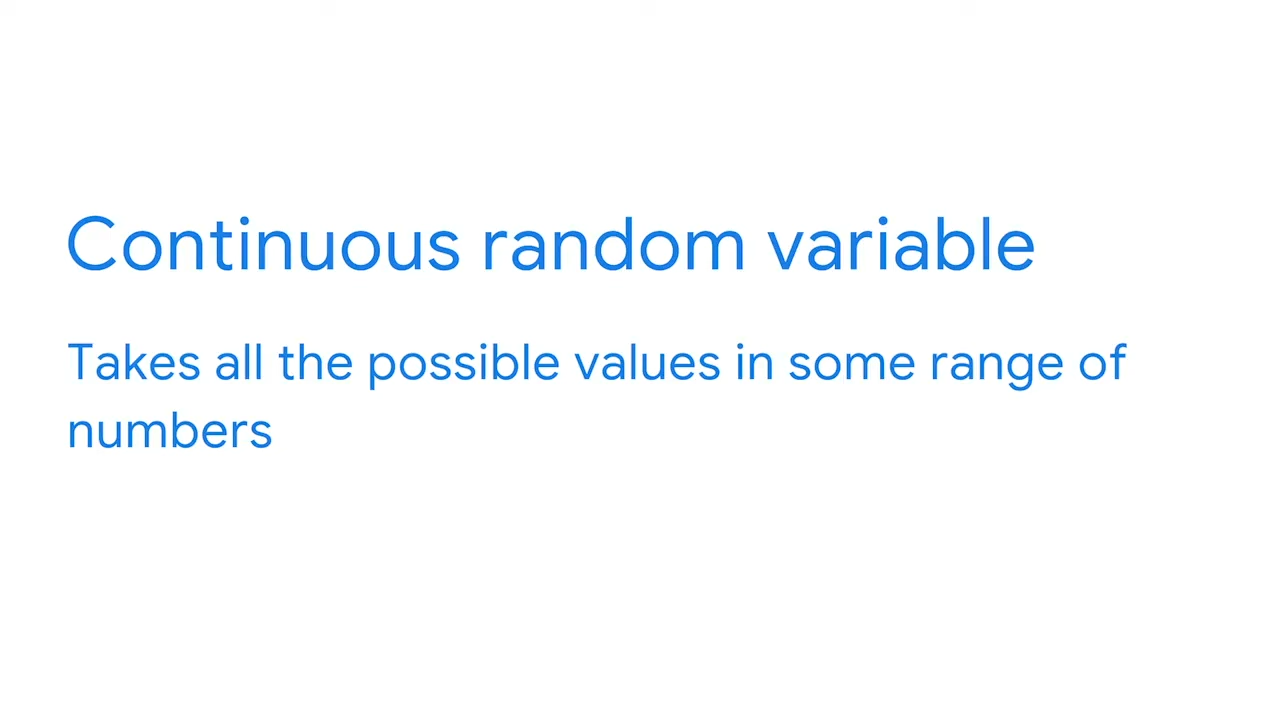 Continuous random variable
Takes all the possible values in some range of
numbers